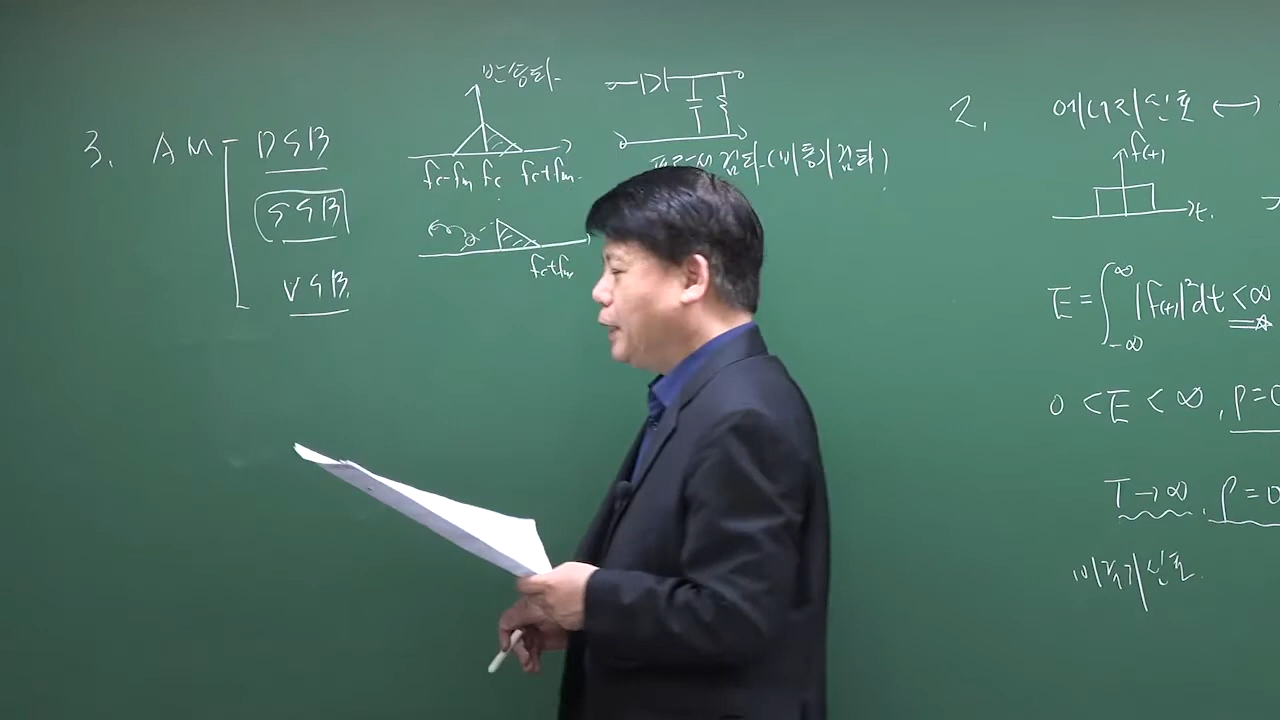 3. AM
DSB
SSB
VSB
반송파
fc-fm fc fc+fm
포락선 검파(비동기 검파)
fc+fm
2. 에너지신호 ↔
f(t)
t
E = ∫_{-∞}^{∞} |f(t)|²dt < ∞
0 < E < ∞, P=0
T → ∞, P=0
비주기신호